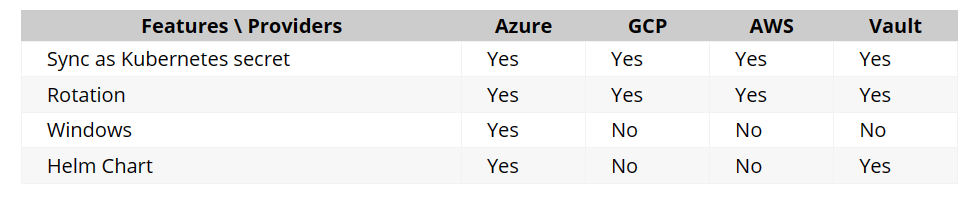 Features \ Providers Azure GCP AWS Vault
Sync as Kubernetes secret Yes Yes Yes Yes
Rotation Yes Yes Yes Yes
Windows Yes No No No
Helm Chart Yes No No Yes